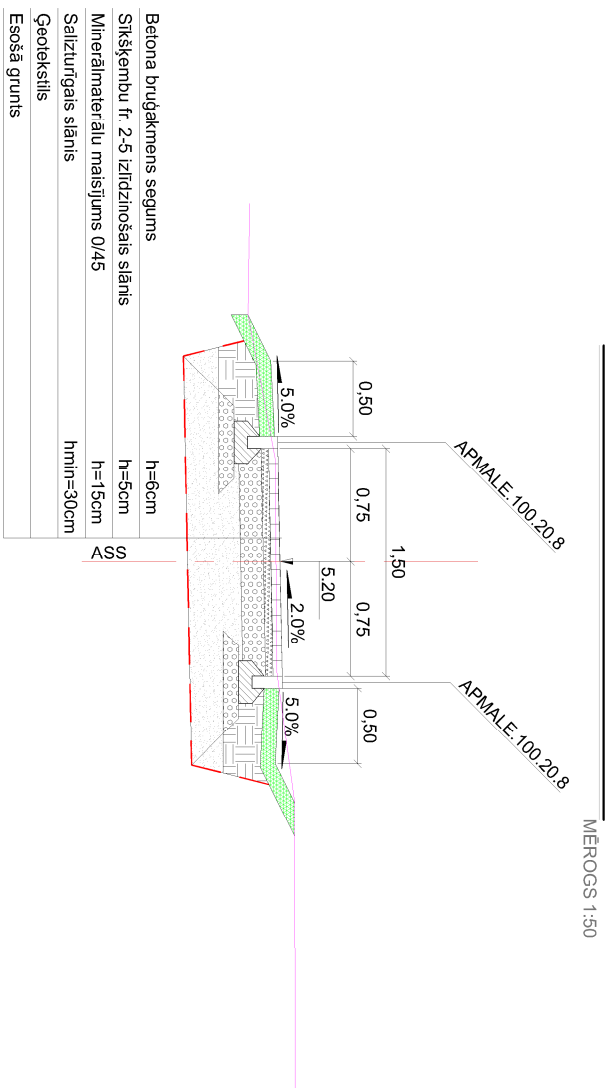 MĒROGS 1:50
APMALE.100.20.8
APMALE.100.20.8
1,50
0,50
0,75
0,75
0,50
5.20
5.0%
2.0%
5.0%
ASS
Betona bruģakmens segums h=6cm
Sīkšķembu fr. 2-5 izlīdzinošais slānis h=5cm
Minerālmateriālu maisījums 0/45 h=15cm
Salizturīgais slānis hmin=30cm
Ģeotekstils
Esošā grunts